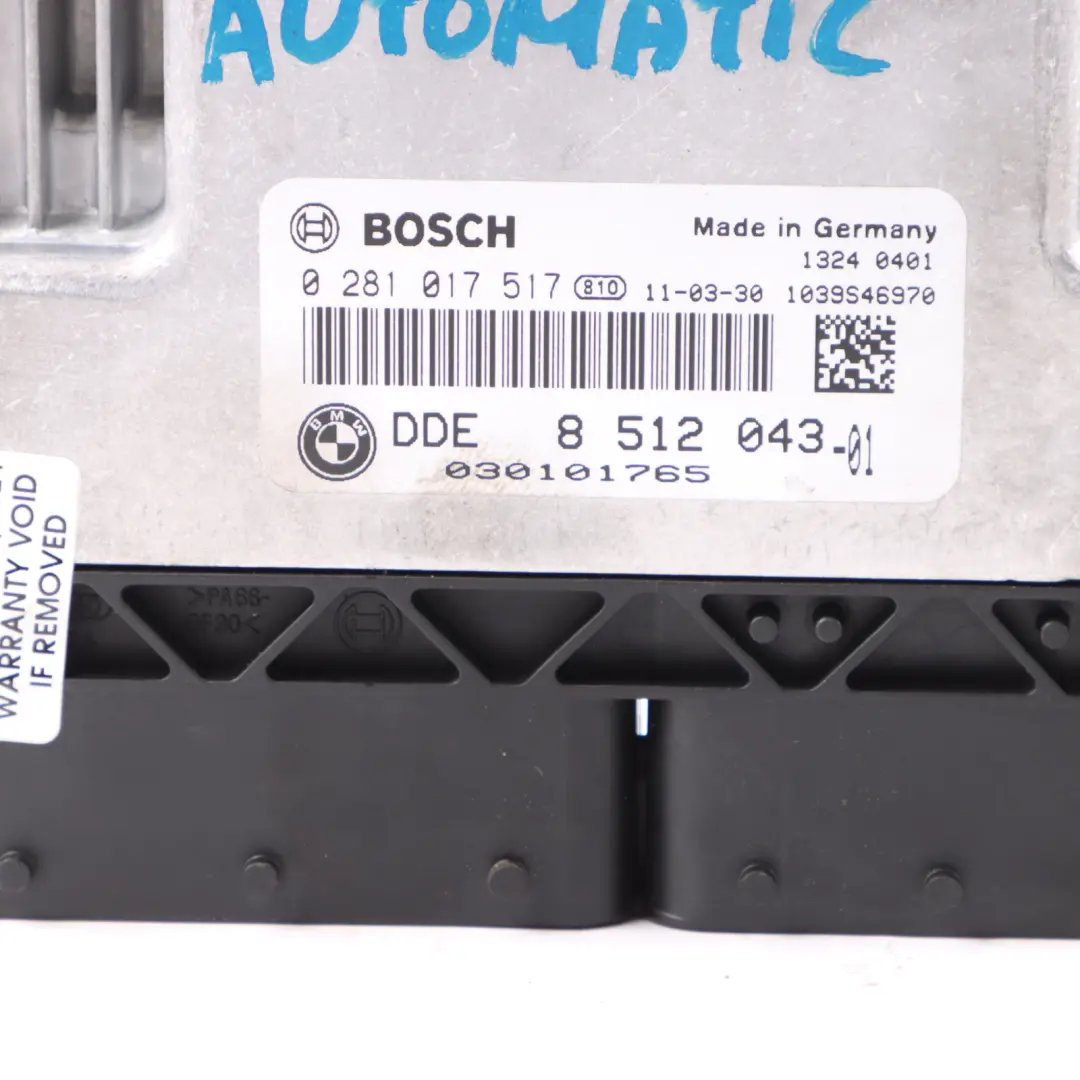 AUTOMATIC
BOSCH
Made in Germany
1324 0401
0 281 017 517 810 11-03-30 1039S46970
BMW
DDE 8 512 043-01
030101765
WARRANTY VOID
IF REMOVED
>PA66-